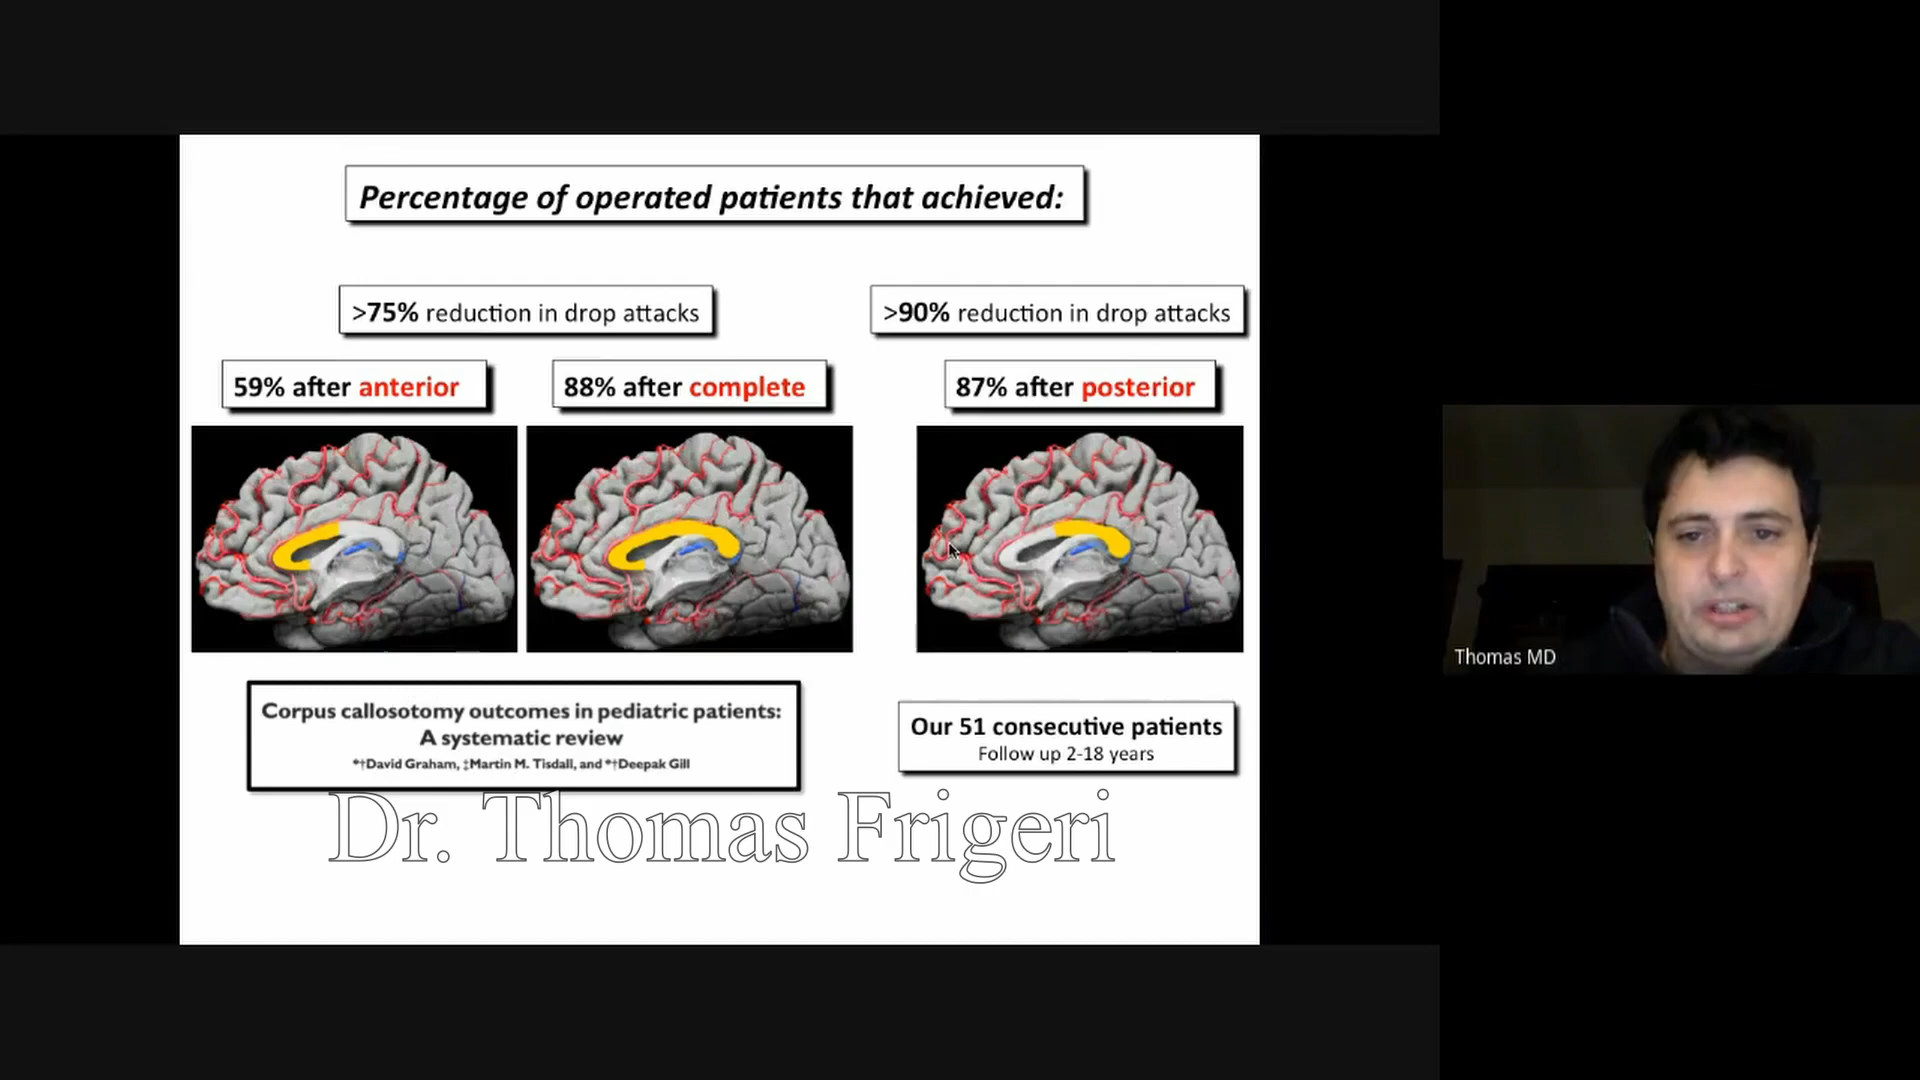 Percentage of operated patients that achieved:
>75% reduction in drop attacks
>90% reduction in drop attacks
59% after anterior
88% after complete
87% after posterior
Corpus callosotomy outcomes in pediatric patients:
A systematic review
*†David Graham, ‡Martin M. Tisdall, and *†Deepak Gill
Our 51 consecutive patients
Follow up 2-18 years
Dr. Thomas Frigeri
Thomas MD